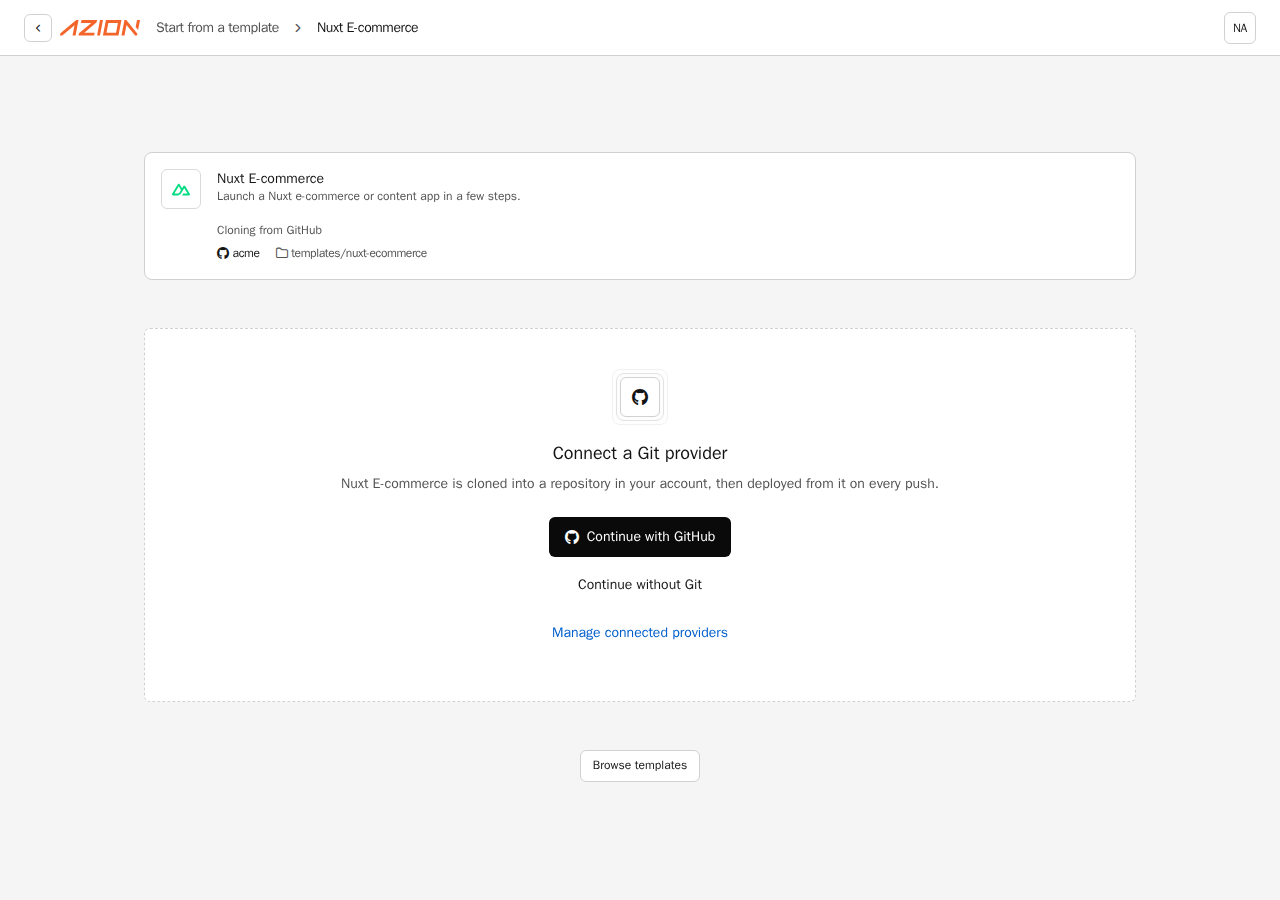 AZION Start from a template Nuxt E-commerce NA
Nuxt E-commerce
Launch a Nuxt e-commerce or content app in a few steps.
Cloning from GitHub
acme templates/nuxt-ecommerce
Connect a Git provider
Nuxt E-commerce is cloned into a repository in your account, then deployed from it on every push.
Continue with GitHub
Continue without Git
Manage connected providers
Browse templates